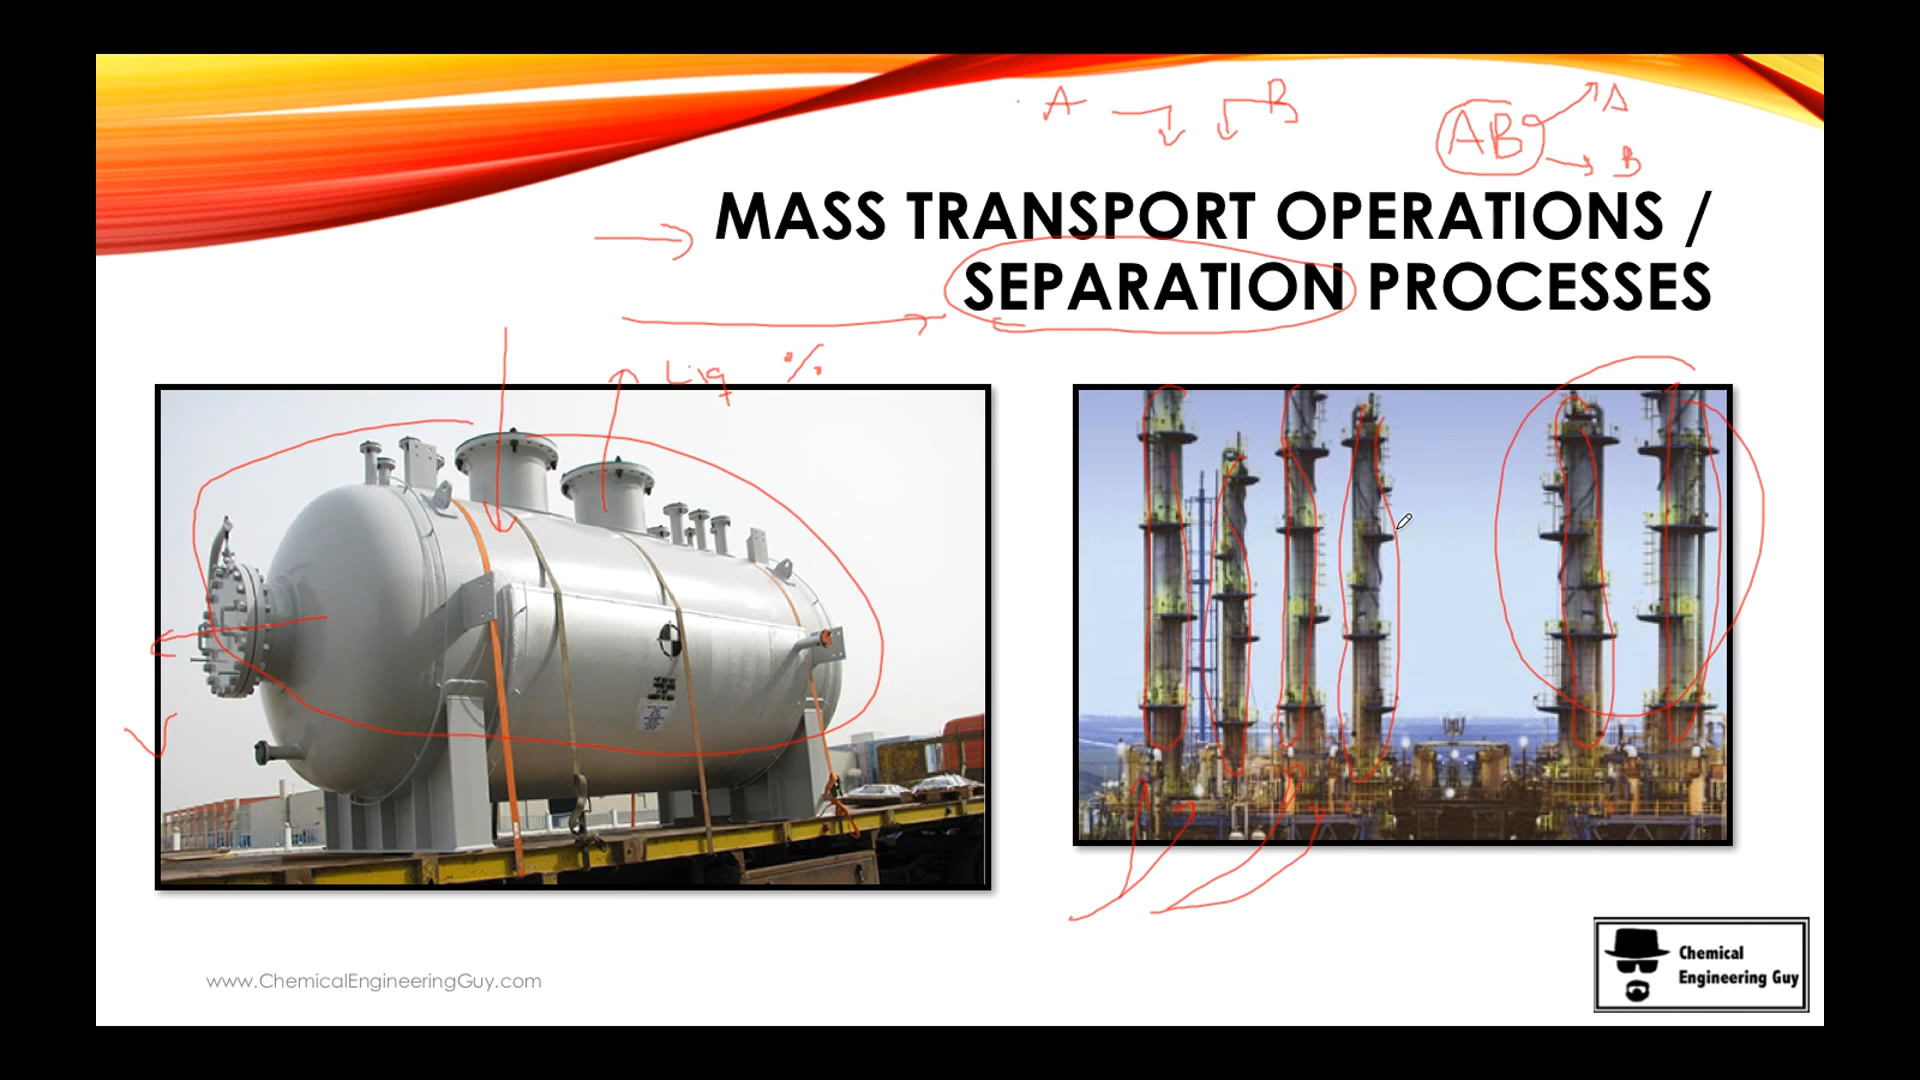 A B
AB A
B
MASS TRANSPORT OPERATIONS /
SEPARATION PROCESSES
Liq %
www.ChemicalEngineeringGuy.com
Chemical
Engineering Guy